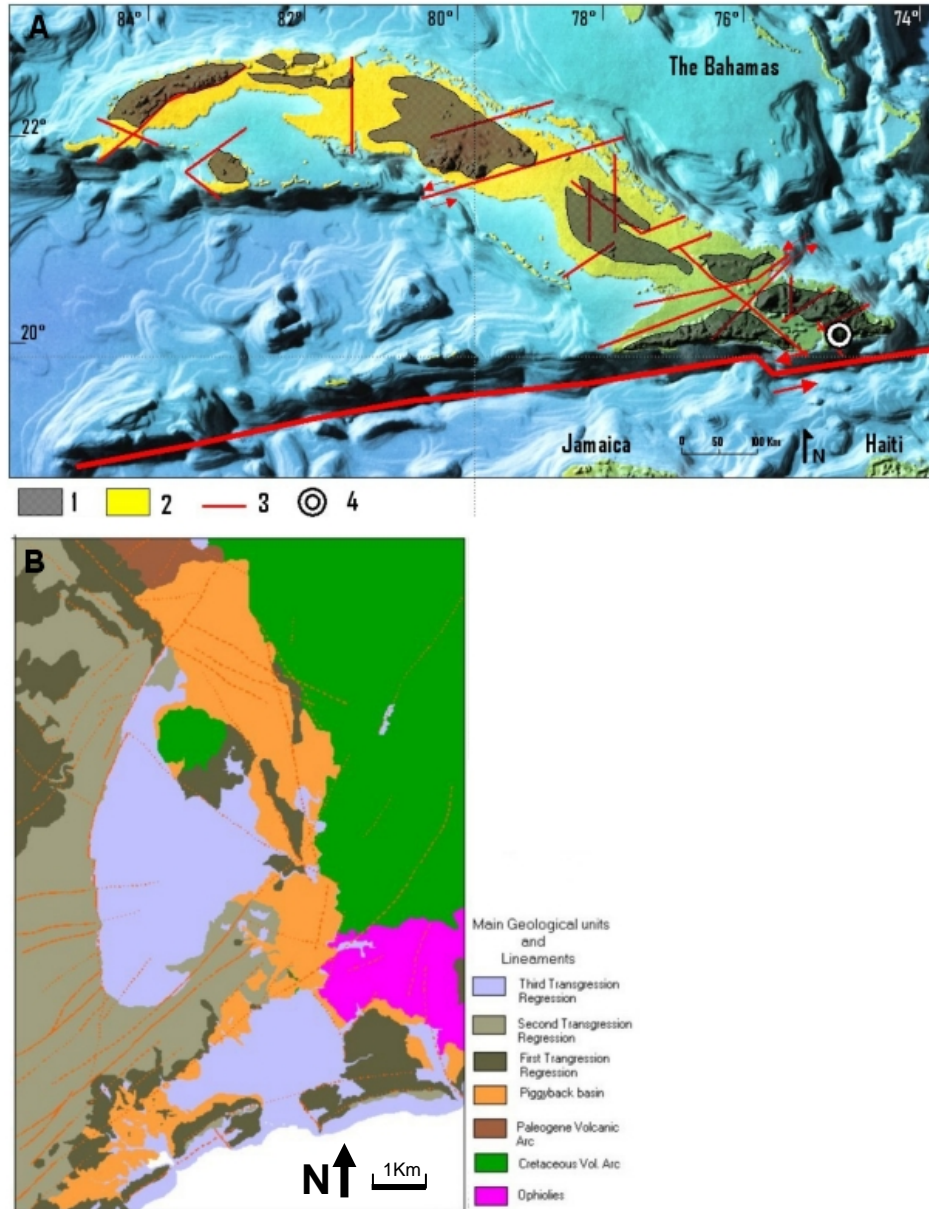 A
84°
82°
80°
78°
76°
74°
The Bahamas
22°
20°
Jamaica
0 50 100 Km
N
Haiti
1
2
3
4
B
Main Geological units
and
Lineaments
Third Transgression
Regression
Second Transgression
Regression
First Trangression
Regression
Piggyback basin
Paleogene Volcanic
Arc
Cretaceous Vol. Arc
Ophiolies
N
1Km